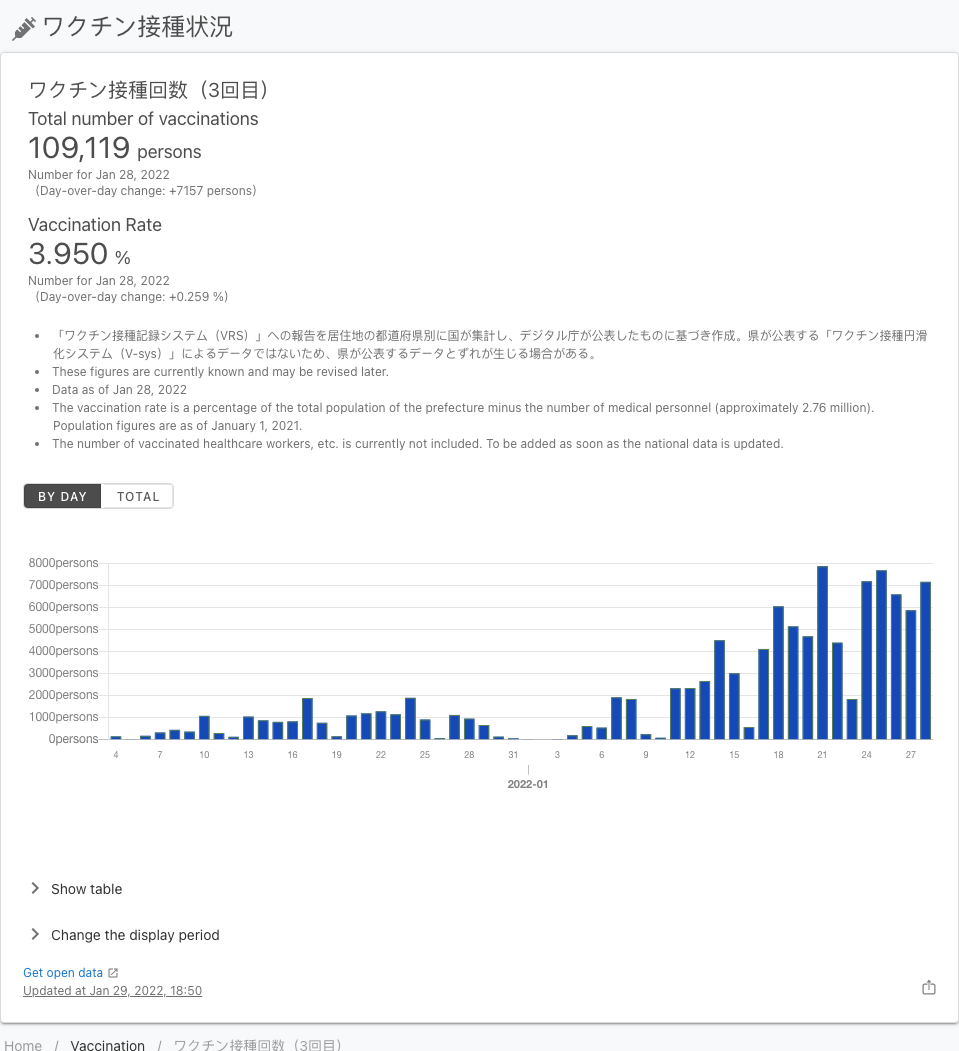 ワクチン接種状況
ワクチン接種回数（3回目）
Total number of vaccinations
109,119 persons
Number for Jan 28, 2022
（Day-over-day change: +7157 persons）
Vaccination Rate
3.950 %
Number for Jan 28, 2022
（Day-over-day change: +0.259 %）
• 「ワクチン接種記録システム（VRS）」への報告を居住地の都道府県別に国が集計し、デジタル庁が公表したものに基づき作成。県が公表する「ワクチン接種円滑
化システム（V-sys）」によるデータではないため、県が公表するデータとずれが生じる場合がある。
• These figures are currently known and may be revised later.
• Data as of Jan 28, 2022
• The vaccination rate is a percentage of the total population of the prefecture minus the number of medical personnel (approximately 2.76 million).
Population figures are as of January 1, 2021.
• The number of vaccinated healthcare workers, etc. is currently not included. To be added as soon as the national data is updated.
BY DAY TOTAL
8000persons
7000persons
6000persons
5000persons
4000persons
3000persons
2000persons
1000persons
0persons
4 7 10 13 16 19 22 25 28 31 3 6 9 12 15 18 21 24 27
2022-01
Show table
Change the display period
Get open data
Updated at Jan 29, 2022, 18:50
Home / Vaccination / ワクチン接種回数（3回目）